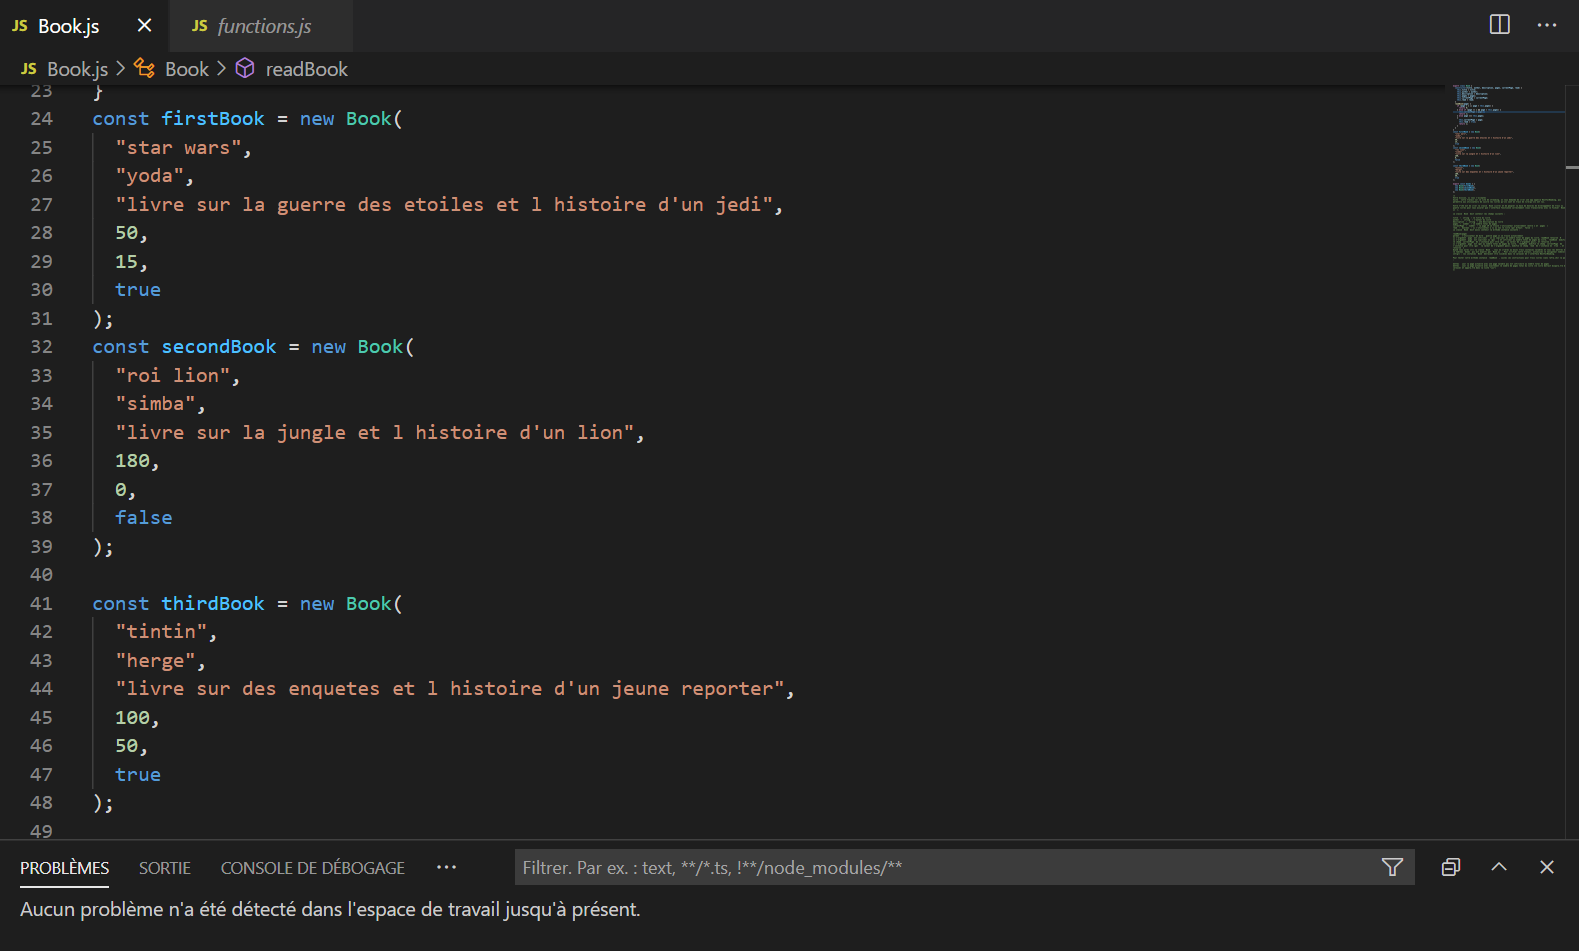 JS Book.js
JS functions.js
JS Book.js > Book > readBook
23 }
24 const firstBook = new Book(
25 "star wars",
26 "yoda",
27 "livre sur la guerre des etoiles et l histoire d'un jedi",
28 50,
29 15,
30 true
31 );
32 const secondBook = new Book(
33 "roi lion",
34 "simba",
35 "livre sur la jungle et l histoire d'un lion",
36 180,
37 0,
38 false
39 );
40
41 const thirdBook = new Book(
42 "tintin",
43 "herge",
44 "livre sur des enquetes et l histoire d'un jeune reporter",
45 100,
46 50,
47 true
48 );
49
PROBLÈMES SORTIE CONSOLE DE DÉBOGAGE ··· Filtrer. Par ex. : text, **/*.ts, !**/node_modules/**
Aucun problème n'a été détecté dans l'espace de travail jusqu'à présent.